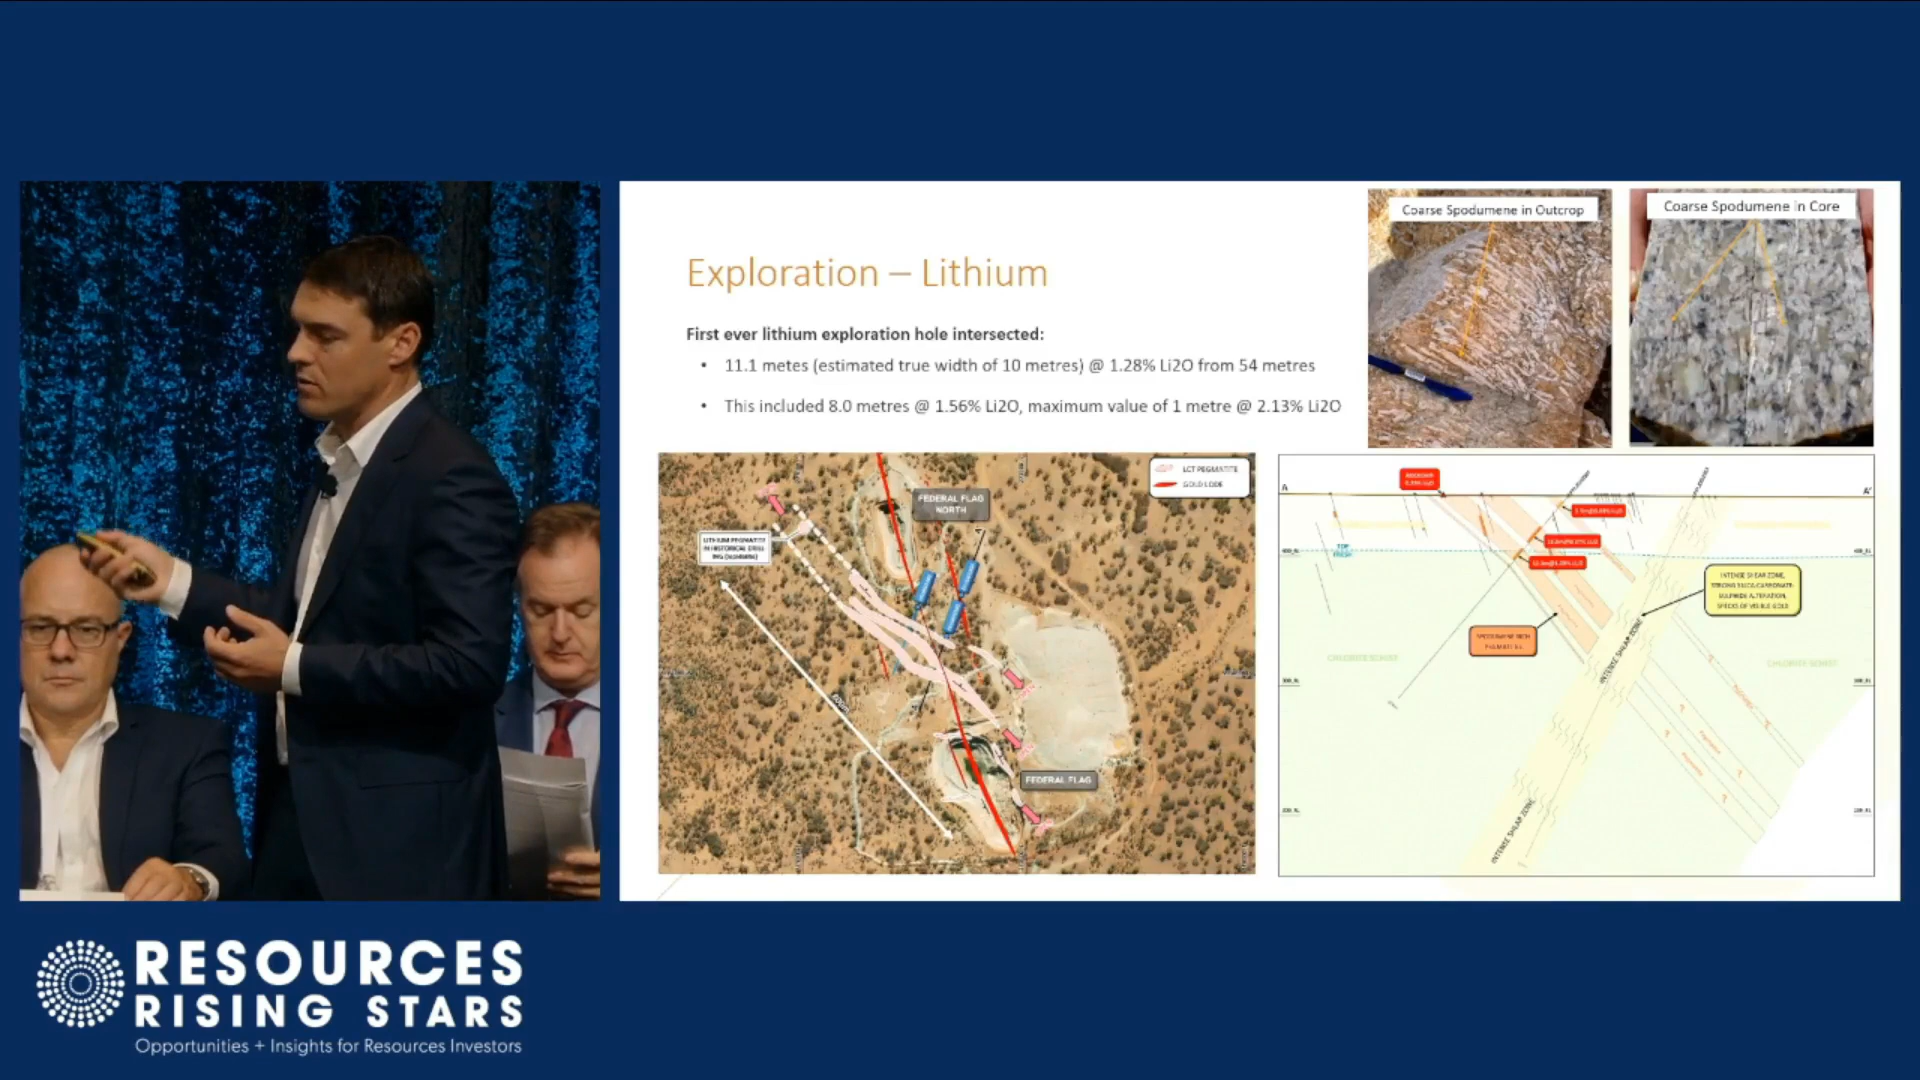 Coarse Spodumene in Outcrop
Coarse Spodumene in Core
Exploration – Lithium
First ever lithium exploration hole intersected:
• 11.1 metes (estimated true width of 10 metres) @ 1.28% Li2O from 54 metres
• This included 8.0 metres @ 1.56% Li2O, maximum value of 1 metre @ 2.13% Li2O
LCT PEGMATITE
GOLD LODE
FEDERAL FLAG
NORTH
LITHIUM PEGMATITE
IN HISTORICAL DRILL
FEDERAL FLAG
A
A'
TOP
FRESH
INTENSE SHEAR ZONE,
STRONG SILICA-CARBONATE
SULPHIDE ALTERATION,
SPECKS OF VISIBLE GOLD
SPODUMENE RICH
PEGMATITE
CHLORITE SCHIST
CHLORITE SCHIST
INTENSE SHEAR ZONE
INTENSE SHEAR ZONE
RESOURCES
RISING STARS
Opportunities + Insights for Resources Investors